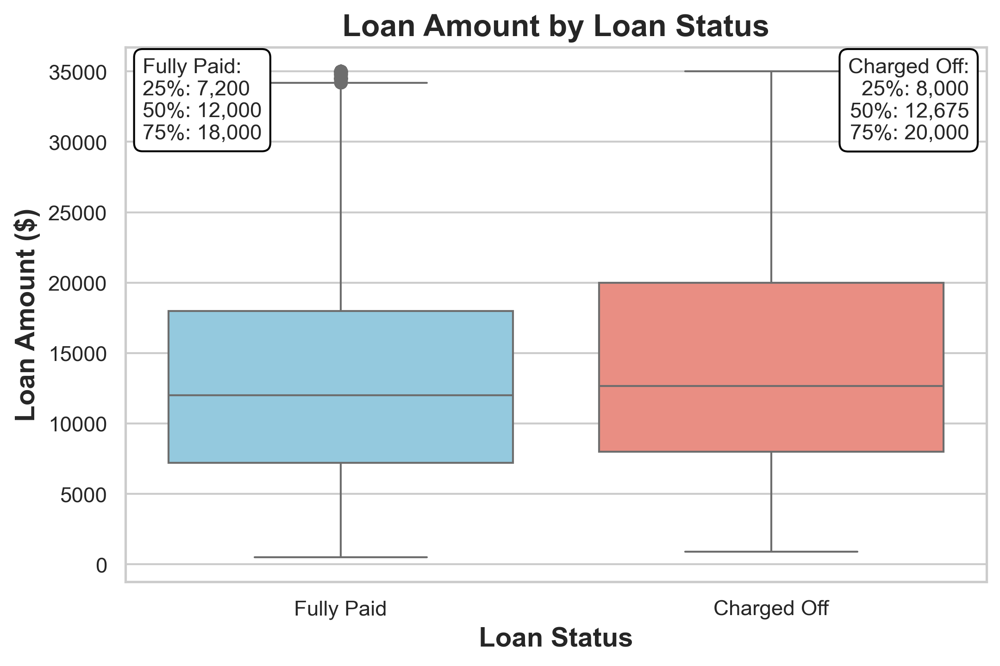 Loan Amount by Loan Status
Fully Paid:
25%: 7,200
50%: 12,000
75%: 18,000
Charged Off:
25%: 8,000
50%: 12,675
75%: 20,000
Loan Amount ($)
35000
30000
25000
20000
15000
10000
5000
0
Fully Paid
Charged Off
Loan Status